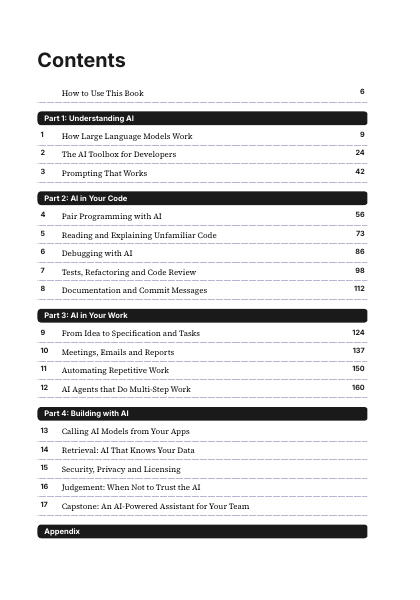 Contents
How to Use This Book 6
Part 1: Understanding AI
1 How Large Language Models Work 9
2 The AI Toolbox for Developers 24
3 Prompting That Works 42
Part 2: AI in Your Code
4 Pair Programming with AI 56
5 Reading and Explaining Unfamiliar Code 73
6 Debugging with AI 86
7 Tests, Refactoring and Code Review 98
8 Documentation and Commit Messages 112
Part 3: AI in Your Work
9 From Idea to Specification and Tasks 124
10 Meetings, Emails and Reports 137
11 Automating Repetitive Work 150
12 AI Agents that Do Multi-Step Work 160
Part 4: Building with AI
13 Calling AI Models from Your Apps
14 Retrieval: AI That Knows Your Data
15 Security, Privacy and Licensing
16 Judgement: When Not to Trust the AI
17 Capstone: An AI-Powered Assistant for Your Team
Appendix